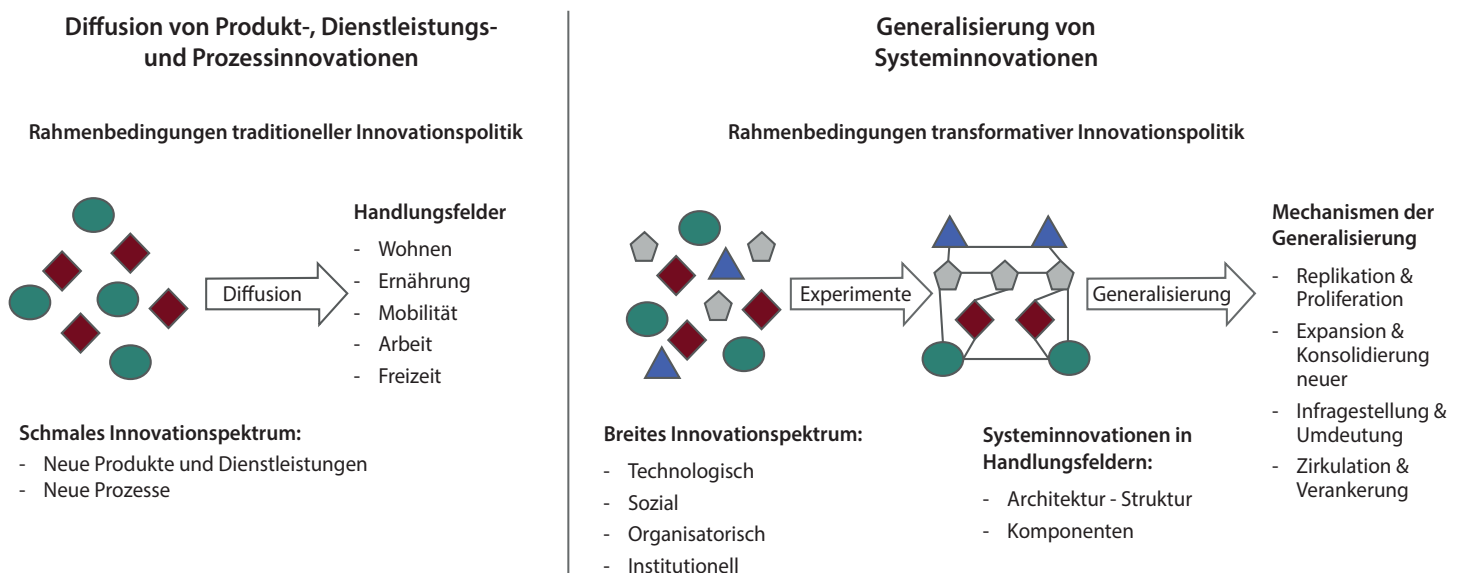 Diffusion von Produkt-, Dienstleistungs-
und Prozessinnovationen
Rahmenbedingungen traditioneller Innovationspolitik
Diffusion
Handlungsfelder
- Wohnen
- Ernährung
- Mobilität
- Arbeit
- Freizeit
Schmales Innovationspektrum:
- Neue Produkte und Dienstleistungen
- Neue Prozesse
Generalisierung von
Systeminnovationen
Rahmenbedingungen transformativer Innovationspolitik
Experimente
Generalisierung
Mechanismen der
Generalisierung
- Replikation &
Proliferation
- Expansion &
Konsolidierung
neuer
- Infragestellung &
Umdeutung
- Zirkulation &
Verankerung
Breites Innovationspektrum:
- Technologisch
- Sozial
- Organisatorisch
- Institutionell
Systeminnovationen in
Handlungsfeldern:
- Architektur - Struktur
- Komponenten